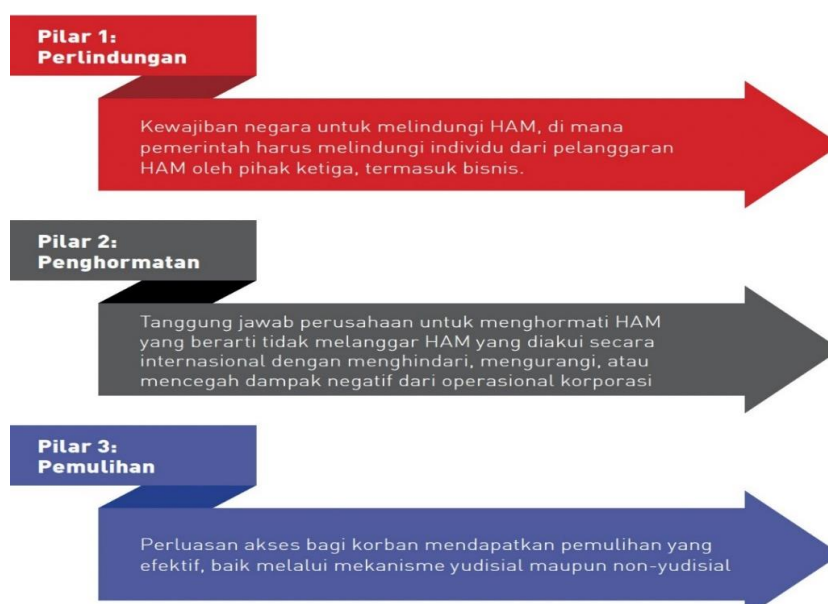 Pilar 1:
Perlindungan
Kewajiban negara untuk melindungi HAM, di mana
pemerintah harus melindungi individu dari pelanggaran
HAM oleh pihak ketiga, termasuk bisnis.
Pilar 2:
Penghormatan
Tanggung jawab perusahaan untuk menghormati HAM
yang berarti tidak melanggar HAM yang diakui secara
internasional dengan menghindari, mengurangi, atau
mencegah dampak negatif dari operasional korporasi
Pilar 3:
Pemulihan
Perluasan akses bagi korban mendapatkan pemulihan yang
efektif, baik melalui mekanisme yudisial maupun non-yudisial